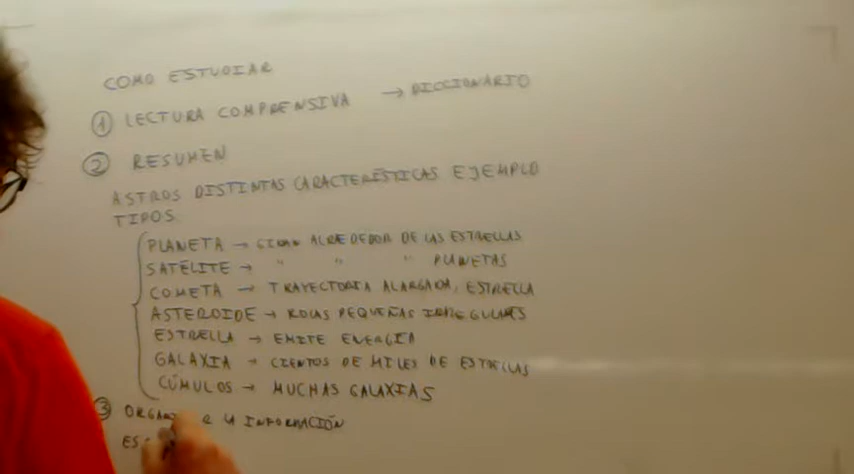 COMO ESTUDIAR
① LECTURA COMPRENSIVA → DICCIONARIO
② RESUMEN
ASTROS DISTINTAS CARACTERÍSTICAS EJEMPLO
TIPOS
PLANETA → GIRAN ALREDEDOR DE LAS ESTRELLAS
SATÉLITE → " " " PLANETAS
COMETA → TRAYECTORIA ALARGADA, ESTRELLA
ASTEROIDE → ROCAS PEQUEÑAS IRREGULARES
ESTRELLA → EMITE ENERGÍA
GALAXIA → CIENTOS DE MILES DE ESTRELLAS
CÚMULOS → MUCHAS GALAXIAS
③ LA INFORMACIÓN